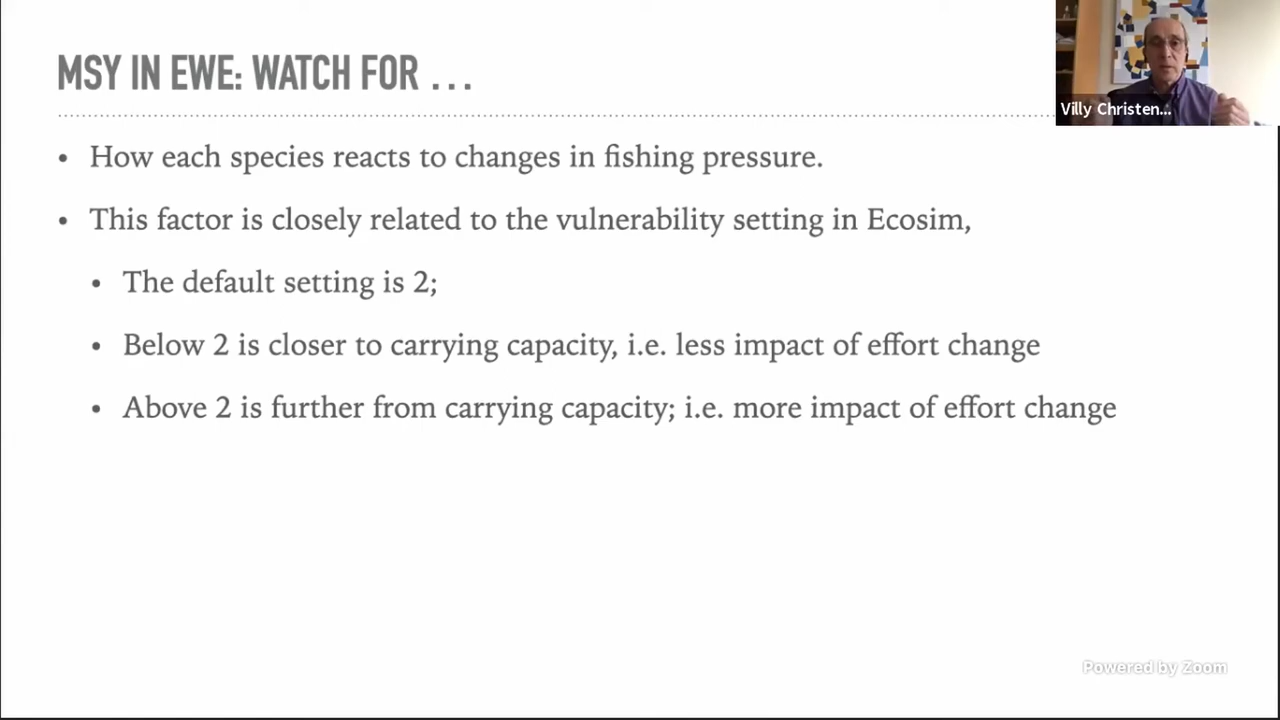 MSY IN EWE: WATCH FOR ...
Villy Christen...
• How each species reacts to changes in fishing pressure.
• This factor is closely related to the vulnerability setting in Ecosim,
• The default setting is 2;
• Below 2 is closer to carrying capacity, i.e. less impact of effort change
• Above 2 is further from carrying capacity; i.e. more impact of effort change
Powered by Zoom